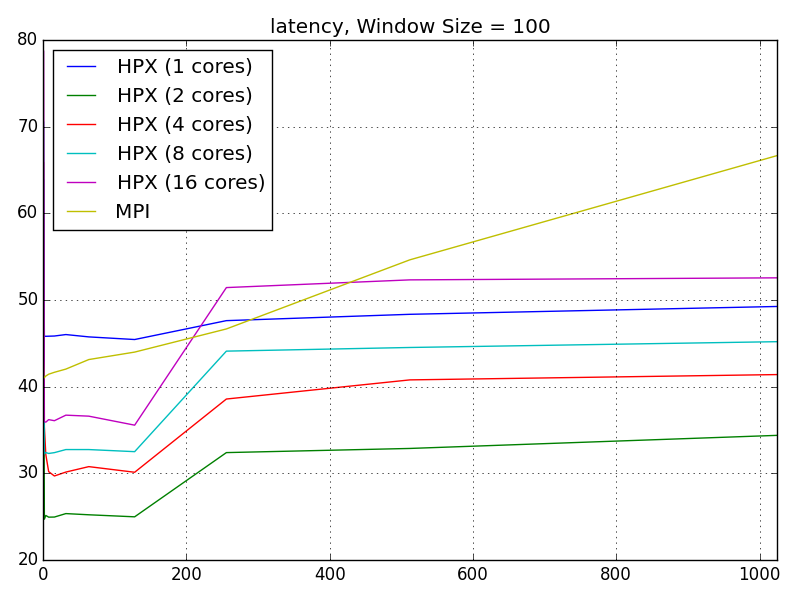 latency, Window Size = 100
80
70
60
50
40
30
20
HPX (1 cores)
HPX (2 cores)
HPX (4 cores)
HPX (8 cores)
HPX (16 cores)
MPI
0 200 400 600 800 1000